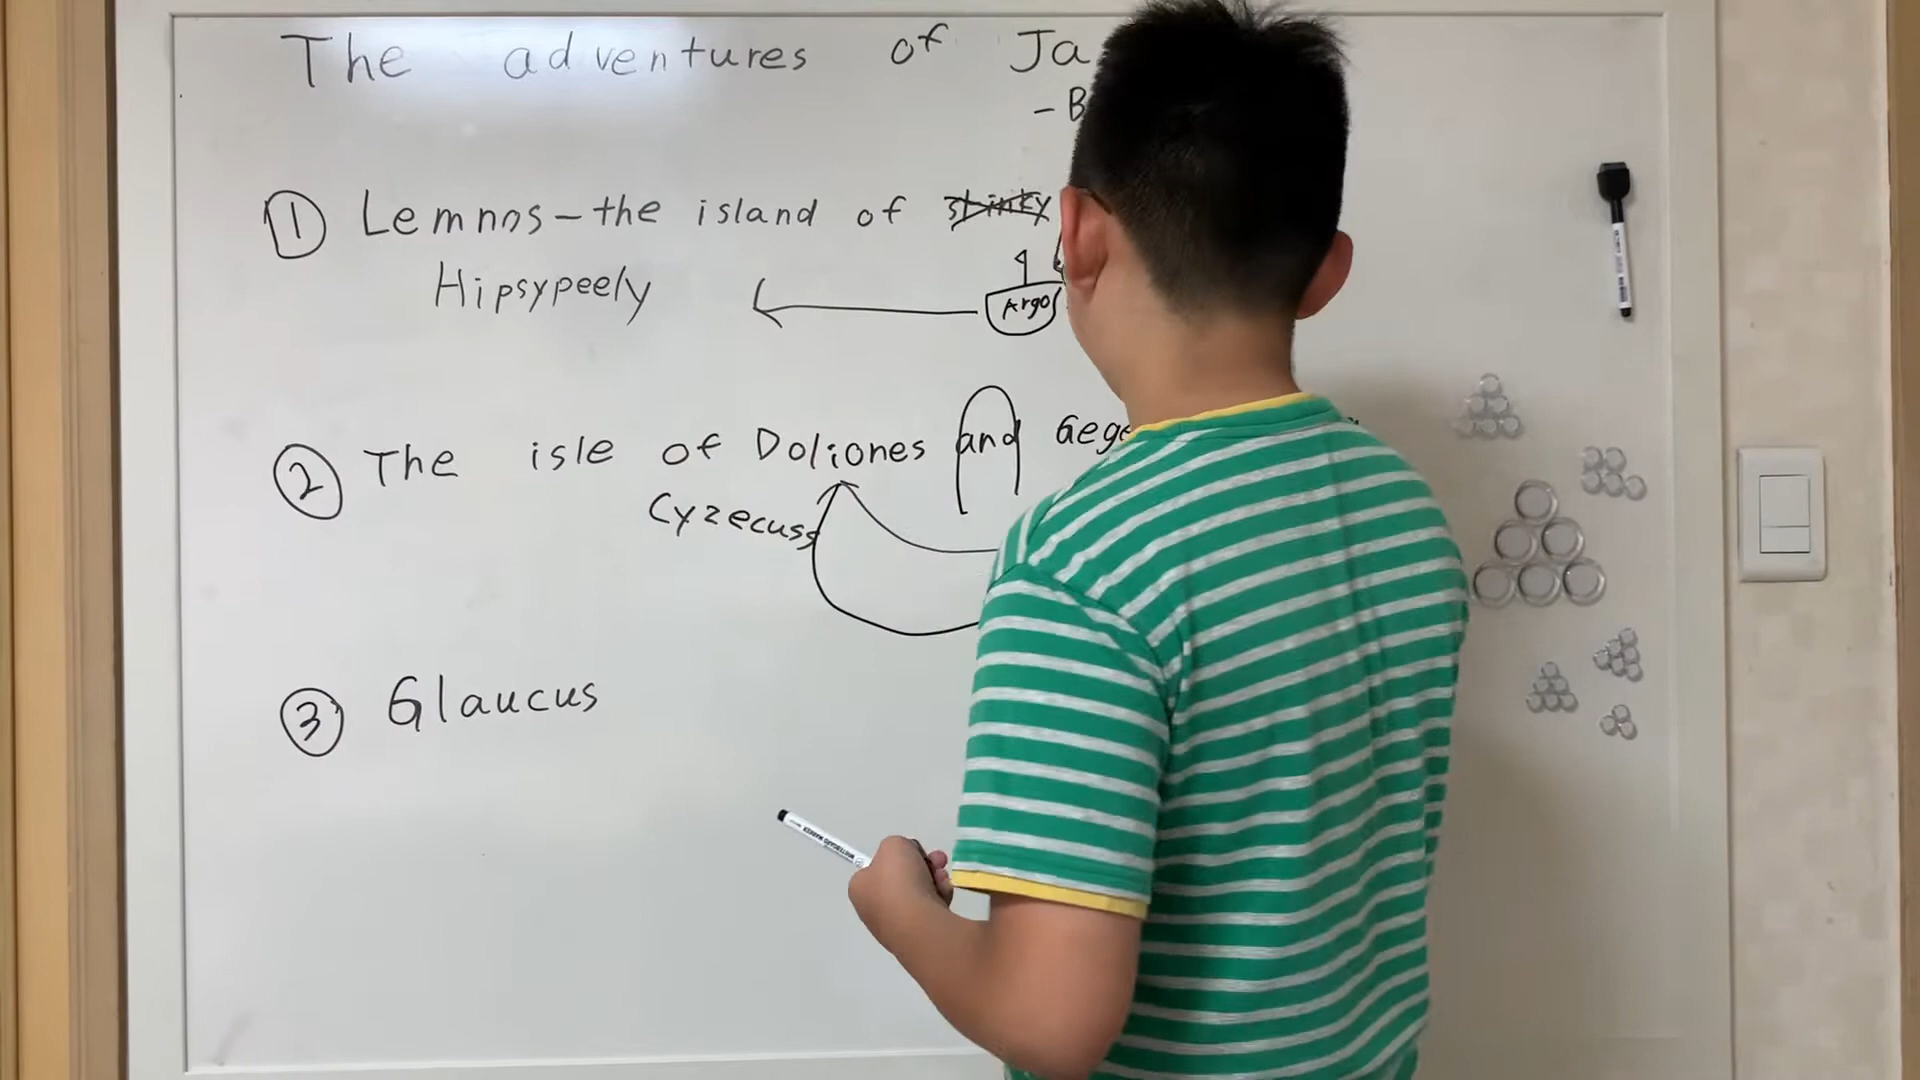 The adventures of Ja
- B
① Lemnos - the island of stinky
Hipsypeely
Argo
② The isle of Doliones and Gege
Cyzecuss
③ Glaucus